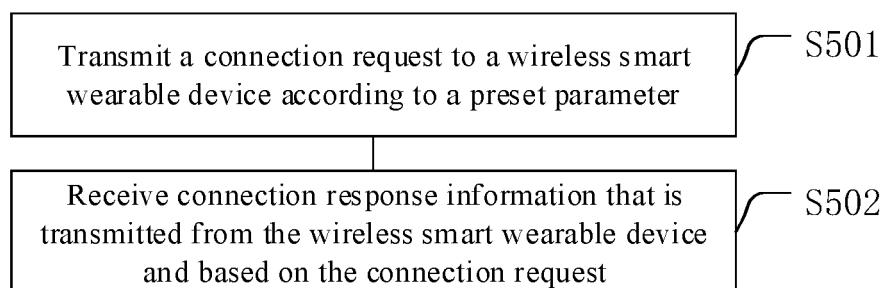 Transmit a connection request to a wireless smart
wearable device according to a preset parameter
S501
Receive connection response information that is
transmitted from the wireless smart wearable device
and based on the connection request
S502